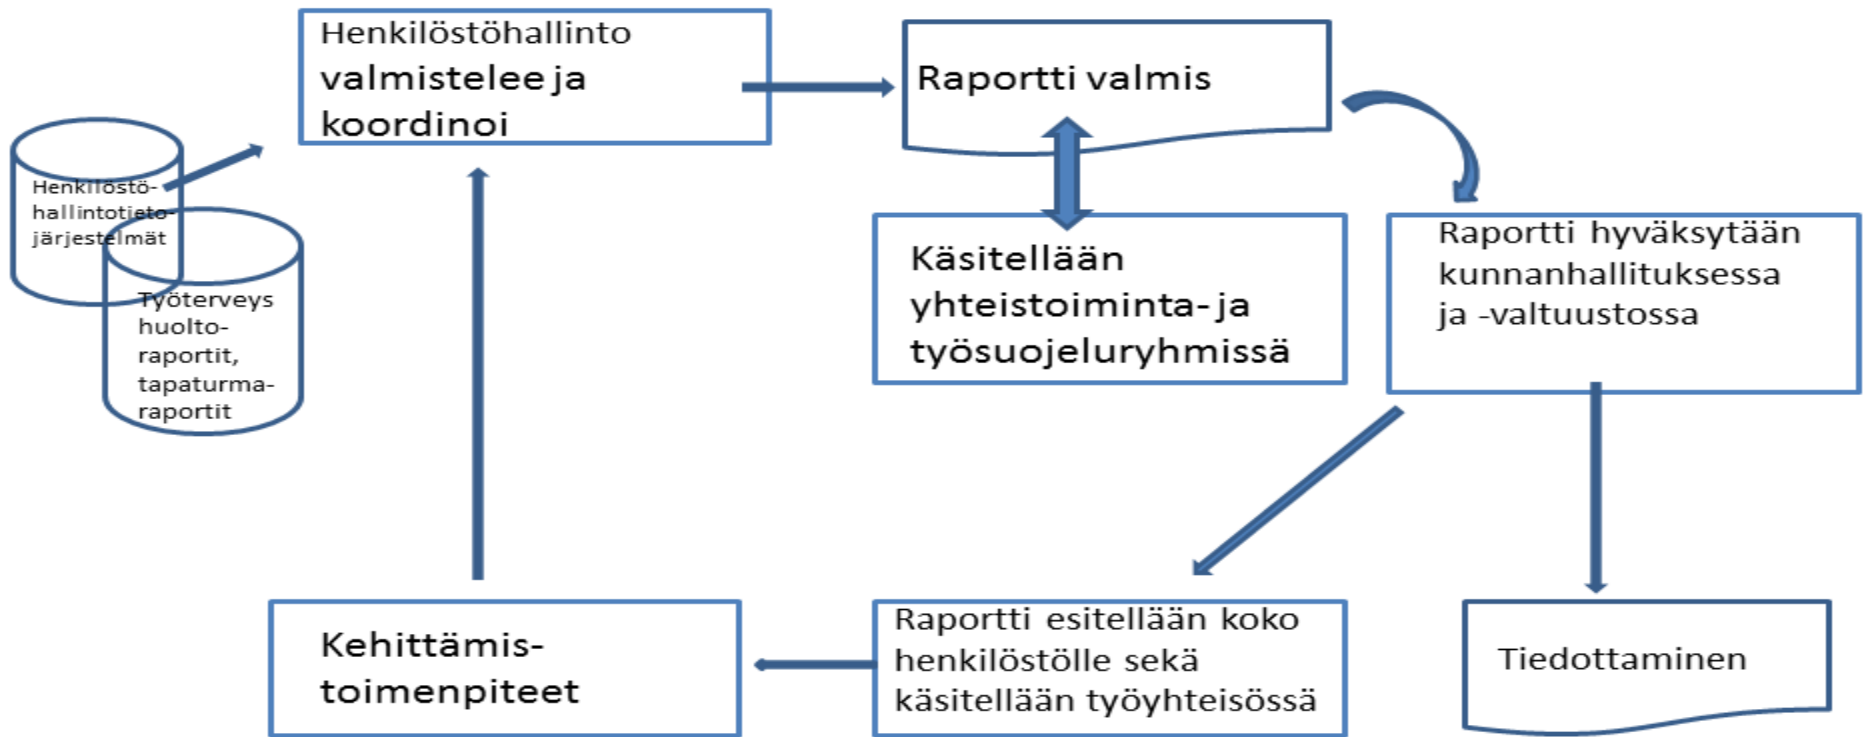 Henkilöstöhallinto
valmistelee ja
koordinoi
Raportti valmis
Henkilöstö-
hallintotieto-
järjestelmät
Työterveys
huolto-
raportit,
tapaturma-
raportit
Käsitellään
yhteistoiminta- ja
työsuojeluryhmissä
Raportti hyväksytään
kunnanhallituksessa
ja -valtuustossa
Kehittämis-
toimenpiteet
Raportti esitellään koko
henkilöstölle sekä
käsitellään työyhteisössä
Tiedottaminen